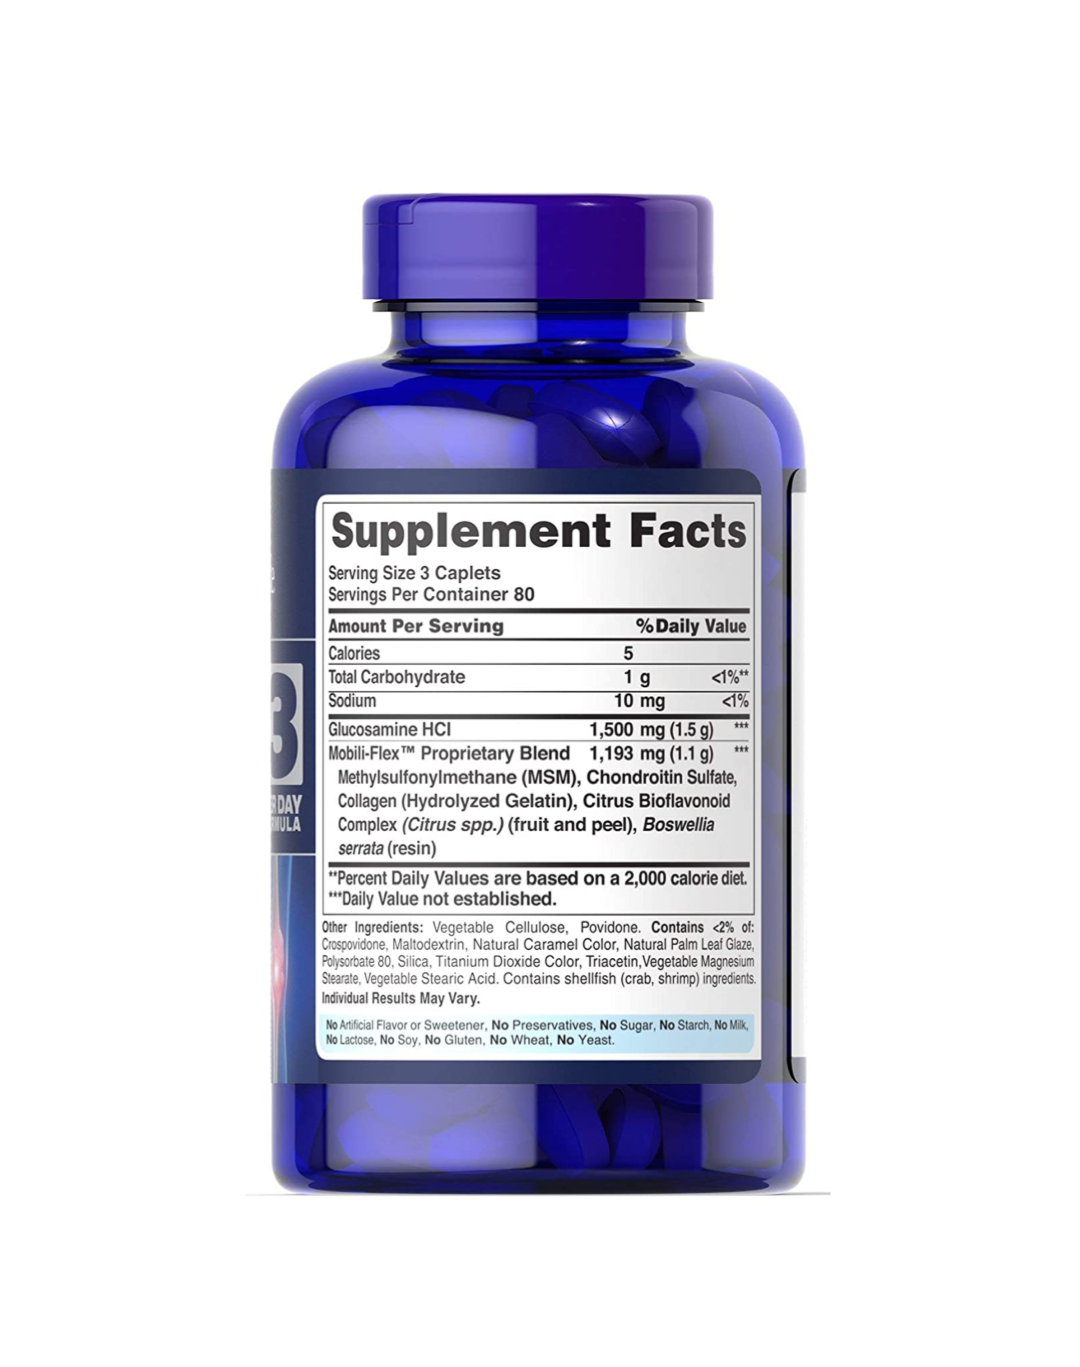 Supplement Facts
Serving Size 3 Caplets
Servings Per Container 80
Amount Per Serving %Daily Value
Calories 5
Total Carbohydrate 1 g <1%**
Sodium 10 mg <1%
Glucosamine HCl 1,500 mg (1.5 g) ***
Mobili-Flex™ Proprietary Blend 1,193 mg (1.1 g) ***
Methylsulfonylmethane (MSM), Chondroitin Sulfate,
Collagen (Hydrolyzed Gelatin), Citrus Bioflavonoid
Complex (Citrus spp.) (fruit and peel), Boswellia
serrata (resin)
**Percent Daily Values are based on a 2,000 calorie diet.
***Daily Value not established.
Other Ingredients: Vegetable Cellulose, Povidone. Contains <2% of:
Crospovidone, Maltodextrin, Natural Caramel Color, Natural Palm Leaf Glaze,
Polysorbate 80, Silica, Titanium Dioxide Color, Triacetin,Vegetable Magnesium
Stearate, Vegetable Stearic Acid. Contains shellfish (crab, shrimp) ingredients.
Individual Results May Vary.
No Artificial Flavor or Sweetener, No Preservatives, No Sugar, No Starch, No Milk,
No Lactose, No Soy, No Gluten, No Wheat, No Yeast.
3
DAY